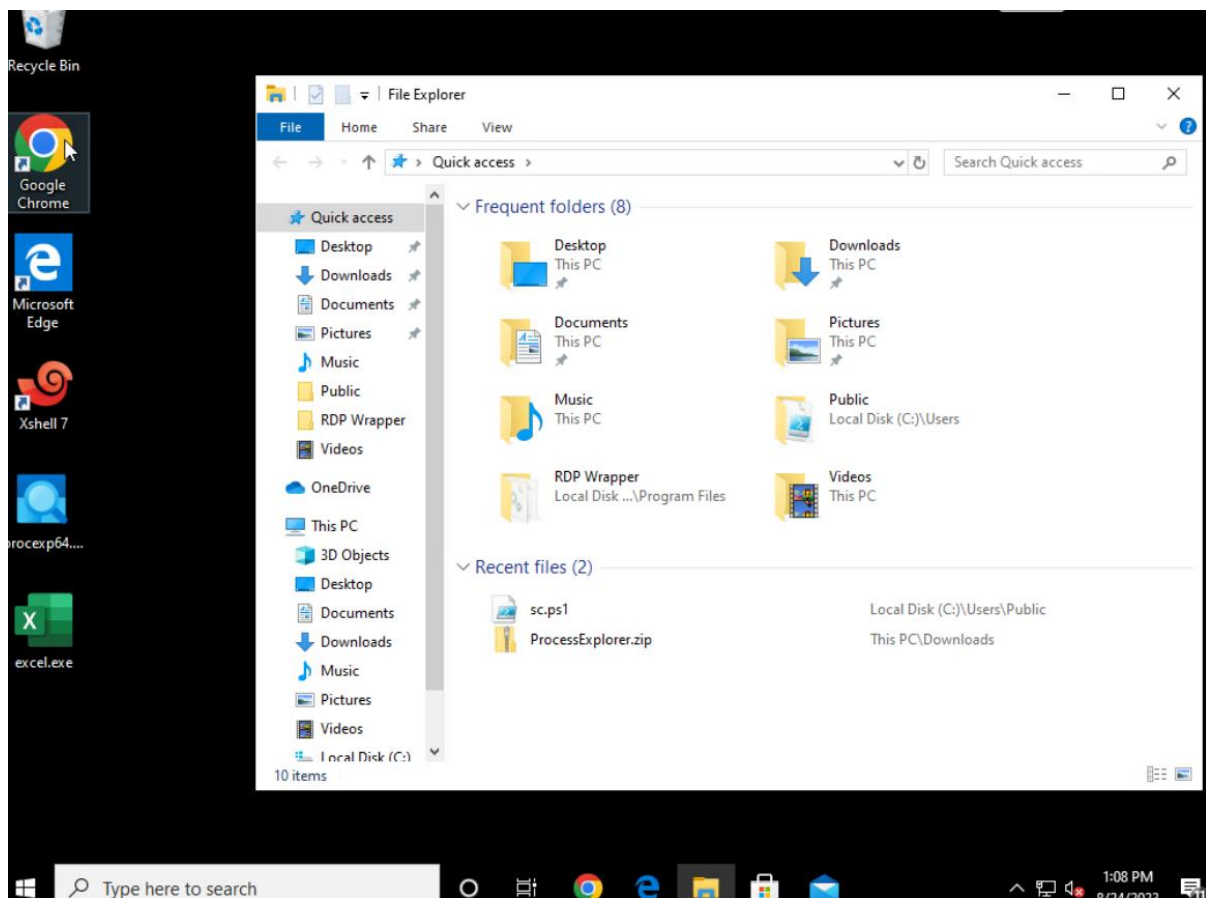 Recycle Bin
Google
Chrome
Microsoft
Edge
Xshell 7
procexp64....
excel.exe
File Explorer
File Home Share View
Quick access
Search Quick access
Quick access
Desktop
Downloads
Documents
Pictures
Music
Public
RDP Wrapper
Videos
OneDrive
This PC
3D Objects
Desktop
Documents
Downloads
Music
Pictures
Videos
Local Disk (C:)
10 items
Frequent folders (8)
Desktop
This PC
Downloads
This PC
Documents
This PC
Pictures
This PC
Music
This PC
Public
Local Disk (C:)\Users
RDP Wrapper
Local Disk ...\Program Files
Videos
This PC
Recent files (2)
sc.ps1 Local Disk (C:)\Users\Public
ProcessExplorer.zip This PC\Downloads
Type here to search
1:08 PM